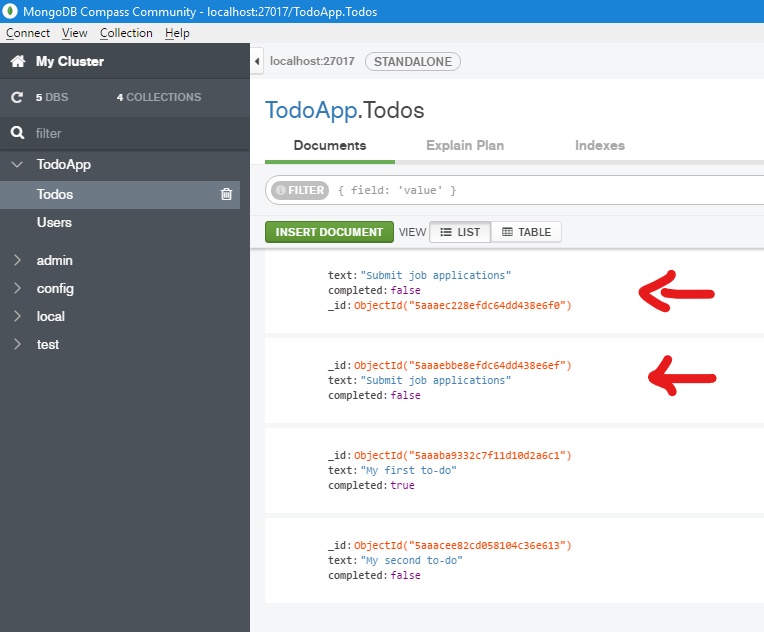 MongoDB Compass Community - localhost:27017/TodoApp.Todos
Connect View Collection Help
My Cluster
5 DBS 4 COLLECTIONS
filter
TodoApp
Todos
Users
admin
config
local
test
localhost:27017 STANDALONE
TodoApp.Todos
Documents Explain Plan Indexes
FILTER { field: 'value' }
INSERT DOCUMENT VIEW LIST TABLE
text:"Submit job applications"
completed:false
_id:ObjectId("5aaaec228efdc64dd438e6f0")
_id:ObjectId("5aaaebbe8efdc64dd438e6ef")
text:"Submit job applications"
completed:false
_id:ObjectId("5aaaba9332c7f11d10d2a6c1")
text:"My first to-do"
completed:true
_id:ObjectId("5aaacee82cd058104c36e613")
text:"My second to-do"
completed:false